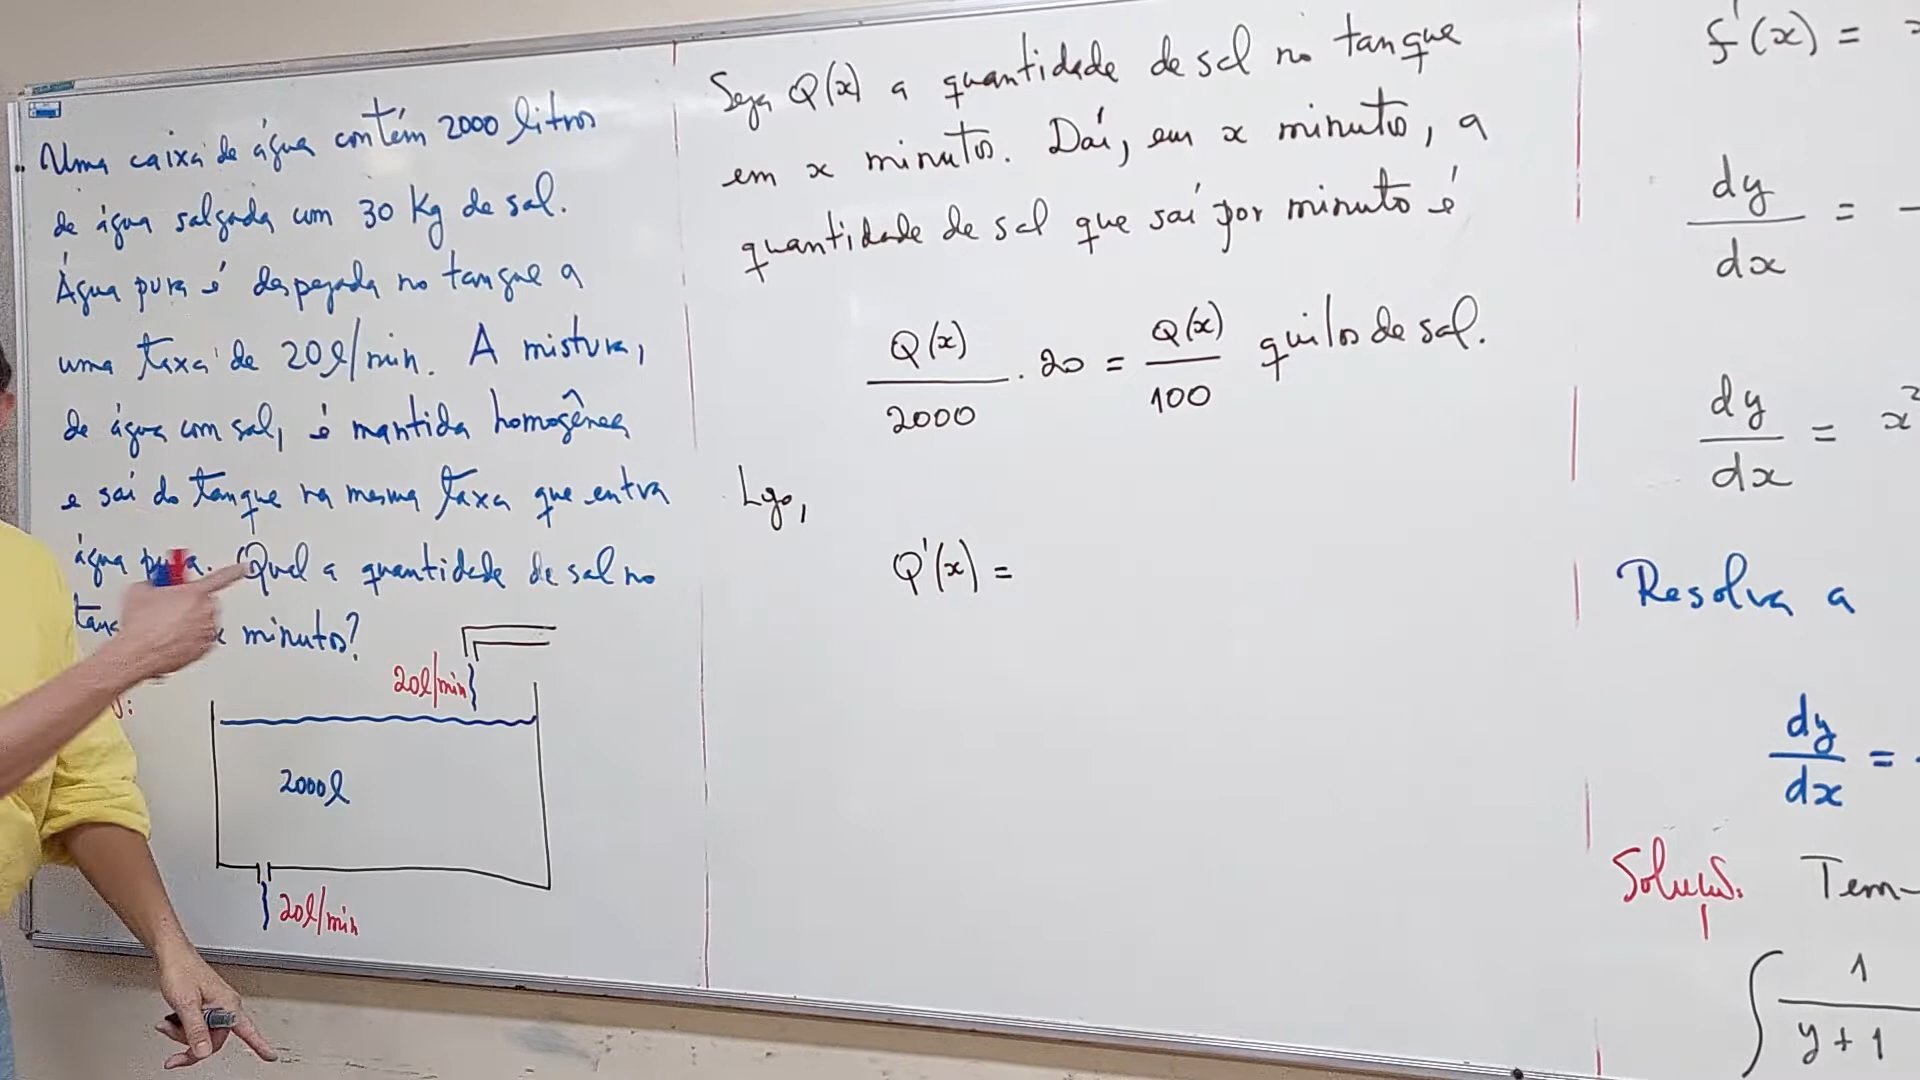 Uma caixa de água contém 2000 litros
de água salgada com 30 Kg de sal.
Água pura é despejada no tanque a
uma taxa de 20l/min. A mistura,
de água com sal, é mantida homogênea
e sai do tanque na mesma taxa que entra
água pura. Qual a quantidade de sal no
minutos?
20l/min
2000l
20l/min
Seja Q(x) a quantidade de sal no tanque
em x minutos. Daí, em x minutos, a
quantidade de sal que sai por minuto é
Q(x)/2000 . 20 = Q(x)/100 quilos de sal.
Logo,
Q'(x) =
f'(x) =
dy/dx = -
dy/dx = x²
Resolva a
dy/dx =
Solução. Tem-
∫ 1/y+1